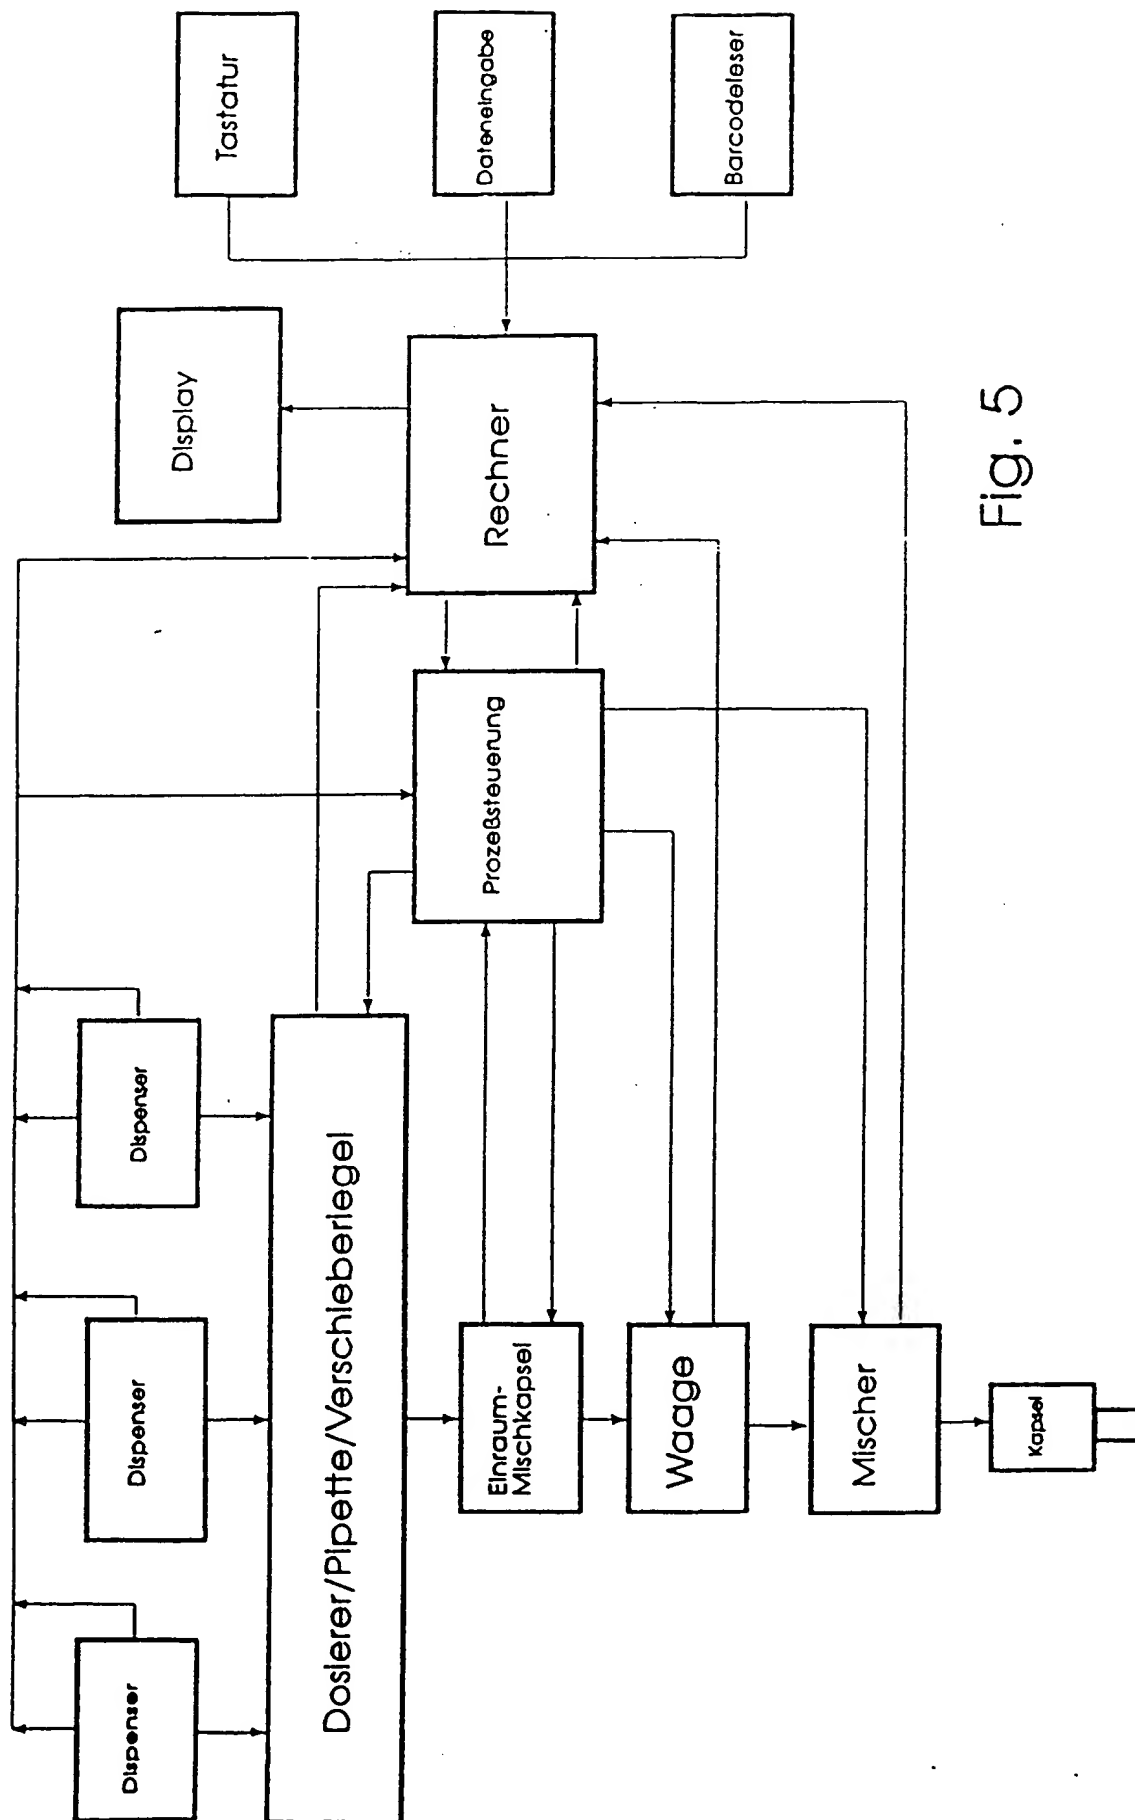 Dispenser
Dispenser
Dispenser
Display
Tastatur
Dosierer/Pipette/Verschieberiegel
Einraum-
Mischkapsel
Prozeßsteuerung
Rechner
Dateneingabe
Waage
Barcodeleser
Mischer
Kapsel
Fig. 5